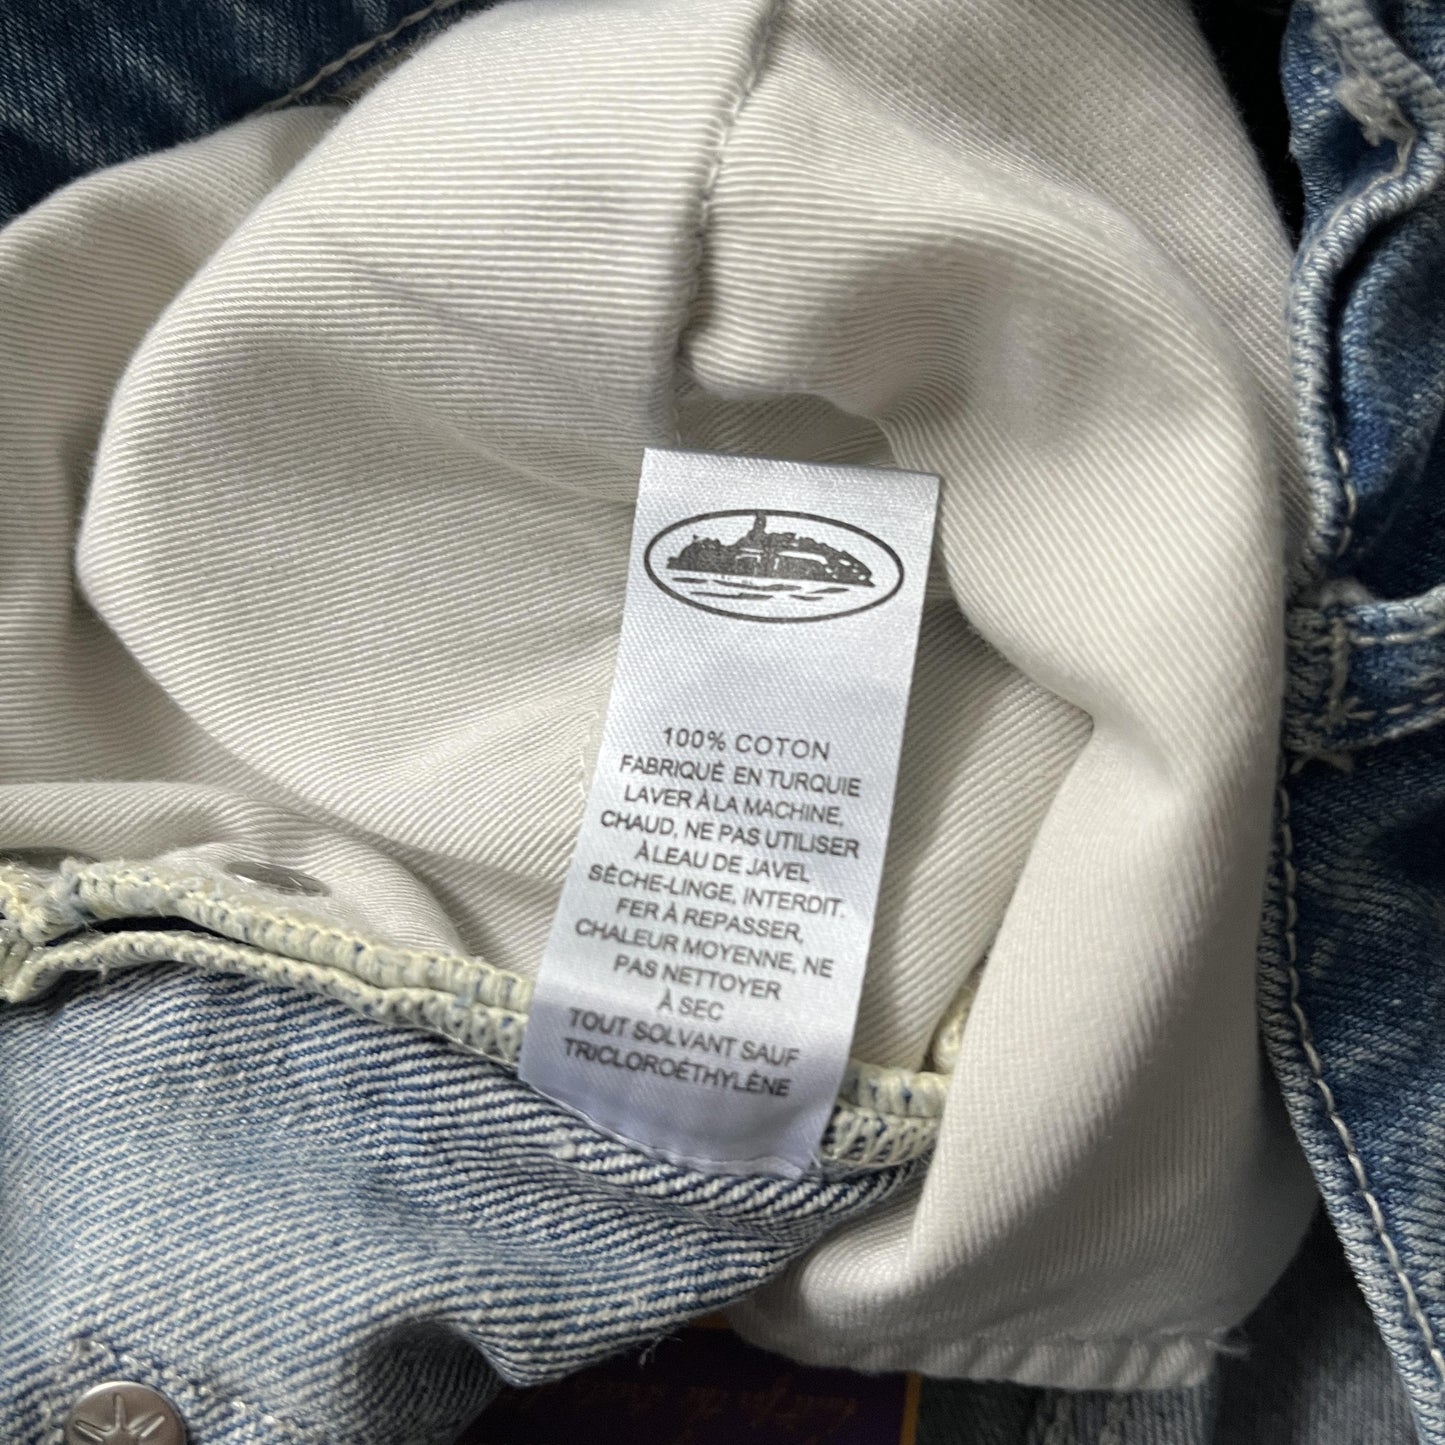 100% COTON
FABRIQUÉ EN TURQUIE
LAVER À LA MACHINE,
CHAUD, NE PAS UTILISER
À LEAU DE JAVEL
SÈCHE-LINGE, INTERDIT.
FER À REPASSER,
CHALEUR MOYENNE, NE
PAS NETTOYER
À SEC
TOUT SOLVANT SAUF
TRICLOROÉTHYLÈNE